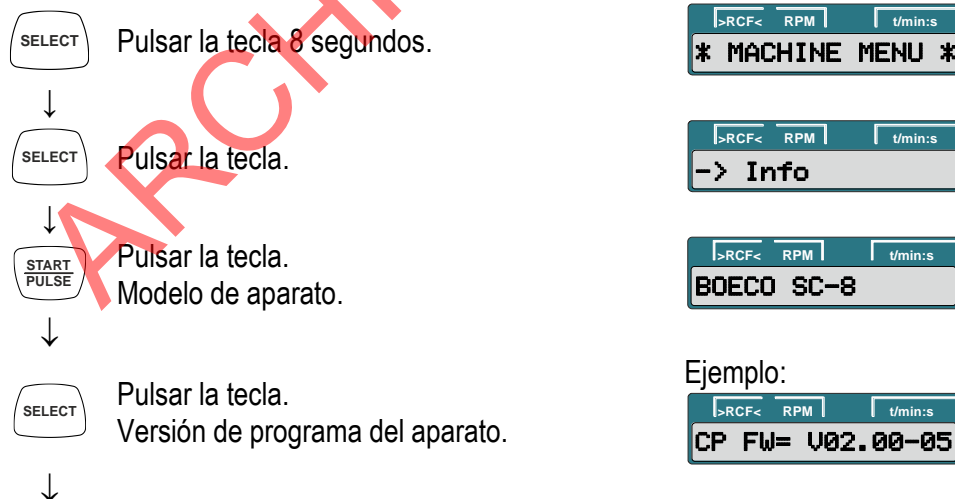 SELECT
Pulsar la tecla 8 segundos.
>RCF< RPM t/min:s
* MACHINE MENU *
↓
SELECT
Pulsar la tecla.
>RCF< RPM t/min:s
-> Info
↓
START
PULSE
Pulsar la tecla.
Modelo de aparato.
>RCF< RPM t/min:s
BOECO SC-8
↓
SELECT
Pulsar la tecla.
Versión de programa del aparato.
Ejemplo:
>RCF< RPM t/min:s
CP FW= V02.00-05
↓
ARCHI